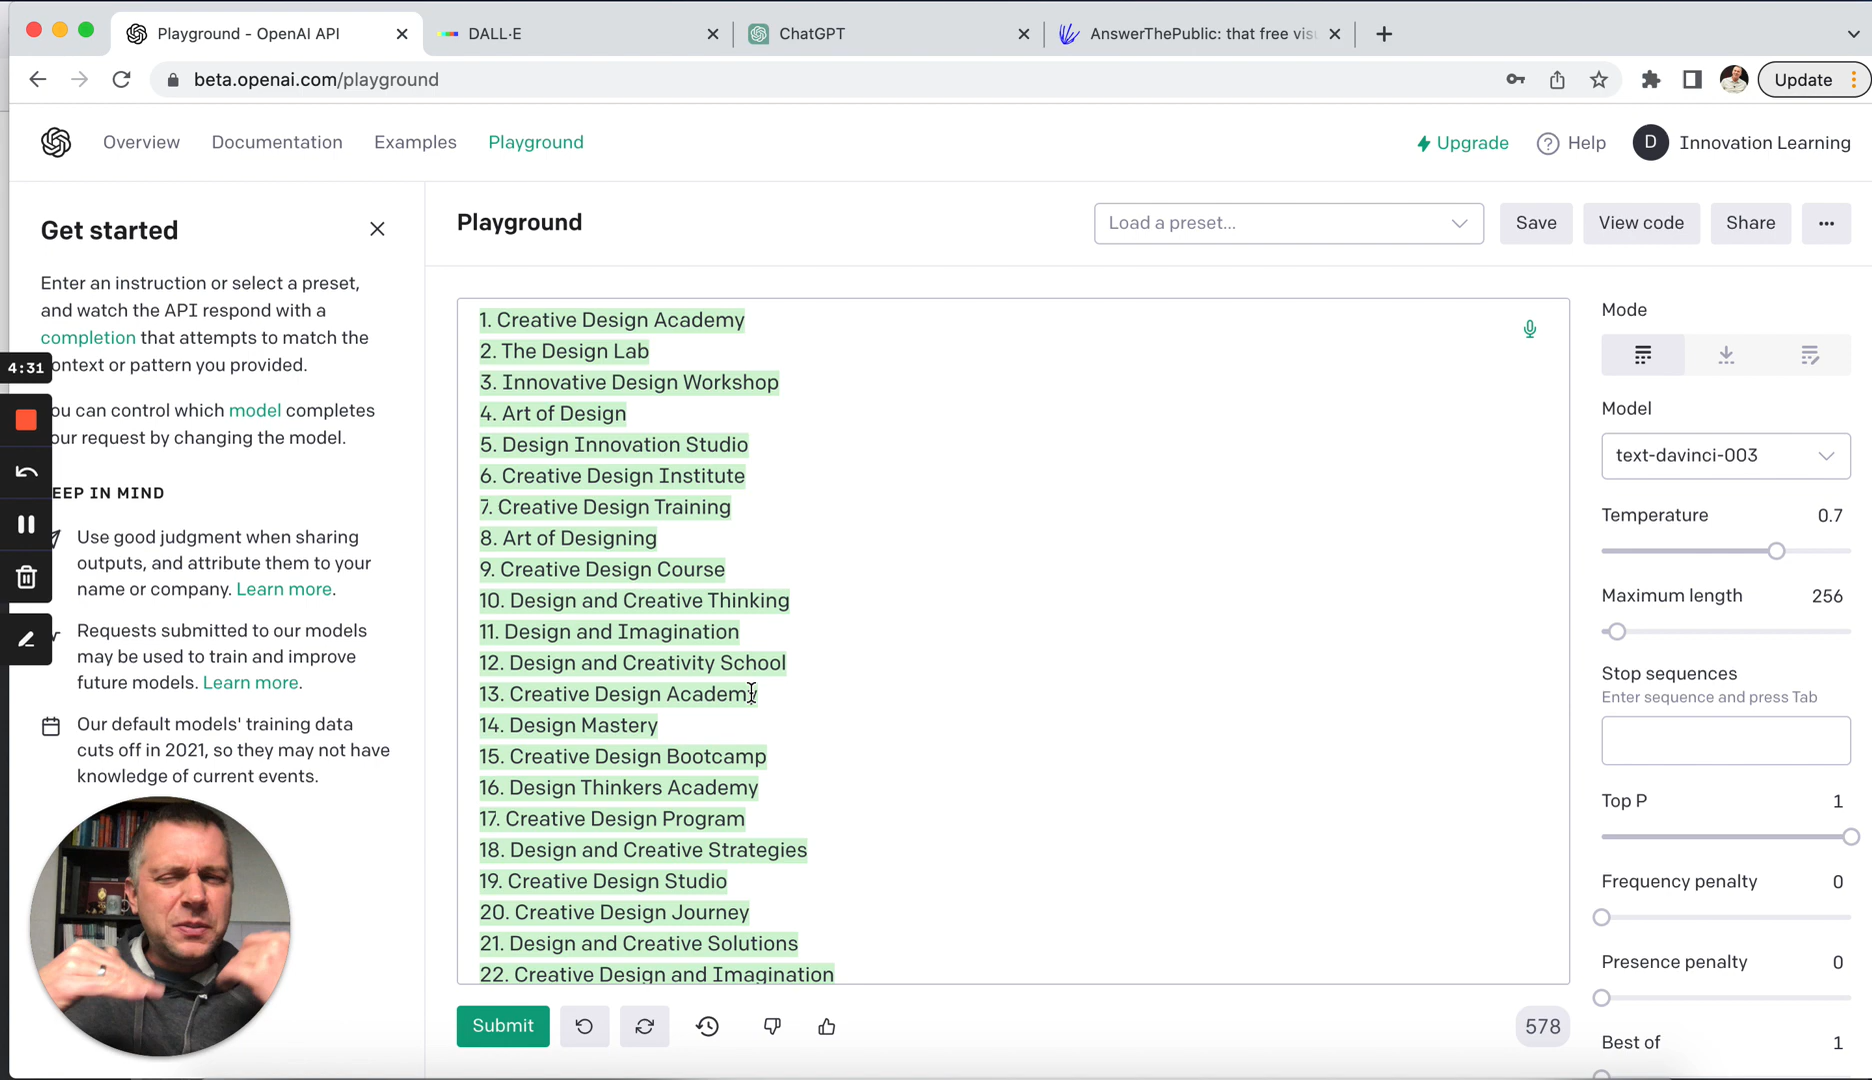 Playground - OpenAI API
DALL·E
ChatGPT
AnswerThePublic: that free vis
beta.openai.com/playground
Update
Overview
Documentation
Examples
Playground
Upgrade
Help
D
Innovation Learning
Get started
Enter an instruction or select a preset,
and watch the API respond with a
completion that attempts to match the
context or pattern you provided.
4:31
You can control which model completes
your request by changing the model.
KEEP IN MIND
Use good judgment when sharing
outputs, and attribute them to your
name or company. Learn more.
Requests submitted to our models
may be used to train and improve
future models. Learn more.
Our default models' training data
cuts off in 2021, so they may not have
knowledge of current events.
Playground
Load a preset...
Save
View code
Share
1. Creative Design Academy
2. The Design Lab
3. Innovative Design Workshop
4. Art of Design
5. Design Innovation Studio
6. Creative Design Institute
7. Creative Design Training
8. Art of Designing
9. Creative Design Course
10. Design and Creative Thinking
11. Design and Imagination
12. Design and Creativity School
13. Creative Design Academy
14. Design Mastery
15. Creative Design Bootcamp
16. Design Thinkers Academy
17. Creative Design Program
18. Design and Creative Strategies
19. Creative Design Studio
20. Creative Design Journey
21. Design and Creative Solutions
22. Creative Design and Imagination
Submit
578
Mode
Model
text-davinci-003
Temperature 0.7
Maximum length 256
Stop sequences
Enter sequence and press Tab
Top P 1
Frequency penalty 0
Presence penalty 0
Best of 1